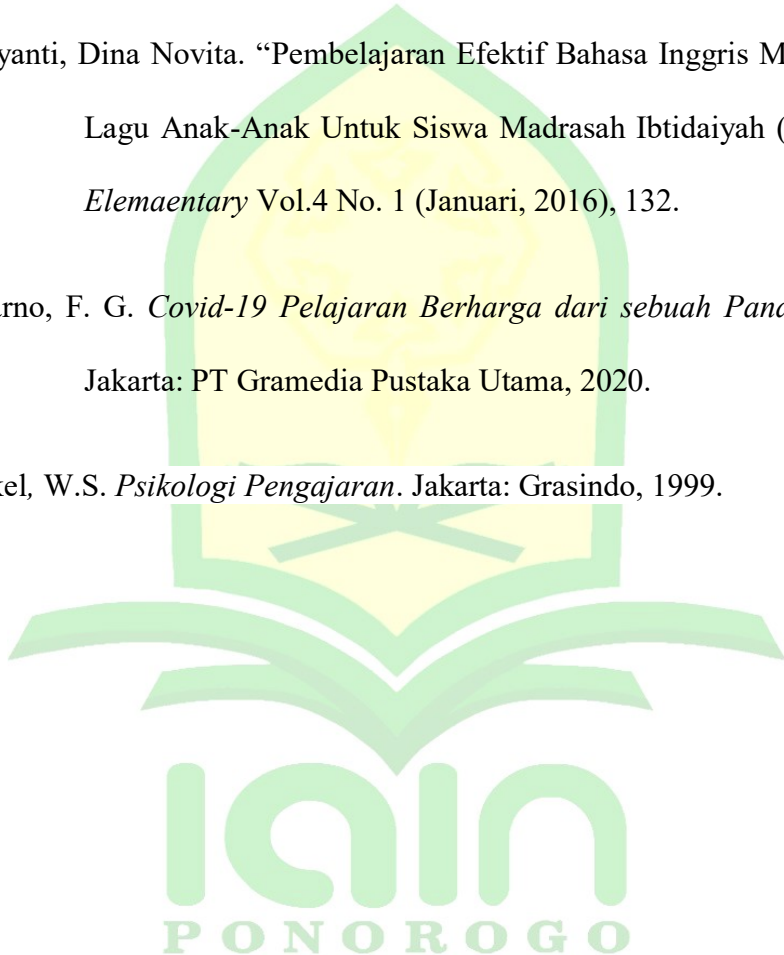 yanti, Dina Novita. “Pembelajaran Efektif Bahasa Inggris M
Lagu Anak-Anak Untuk Siswa Madrasah Ibtidaiyah (
Elemaentary Vol.4 No. 1 (Januari, 2016), 132.
rno, F. G. Covid-19 Pelajaran Berharga dari sebuah Pand
Jakarta: PT Gramedia Pustaka Utama, 2020.
kel, W.S. Psikologi Pengajaran. Jakarta: Grasindo, 1999.
iain
PONOROGO